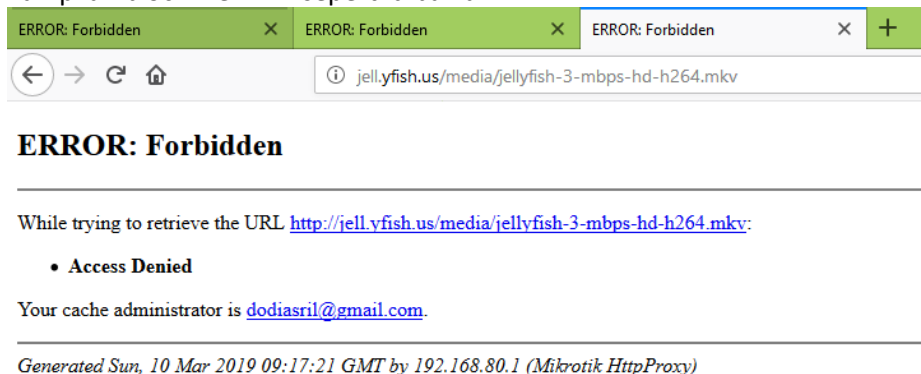 ERROR: Forbidden ERROR: Forbidden ERROR: Forbidden
jell.yfish.us/media/jellyfish-3-mbps-hd-h264.mkv
ERROR: Forbidden
While trying to retrieve the URL http://jell.yfish.us/media/jellyfish-3-mbps-hd-h264.mkv:
• Access Denied
Your cache administrator is dodiasril@gmail.com.
Generated Sun, 10 Mar 2019 09:17:21 GMT by 192.168.80.1 (Mikrotik HttpProxy)